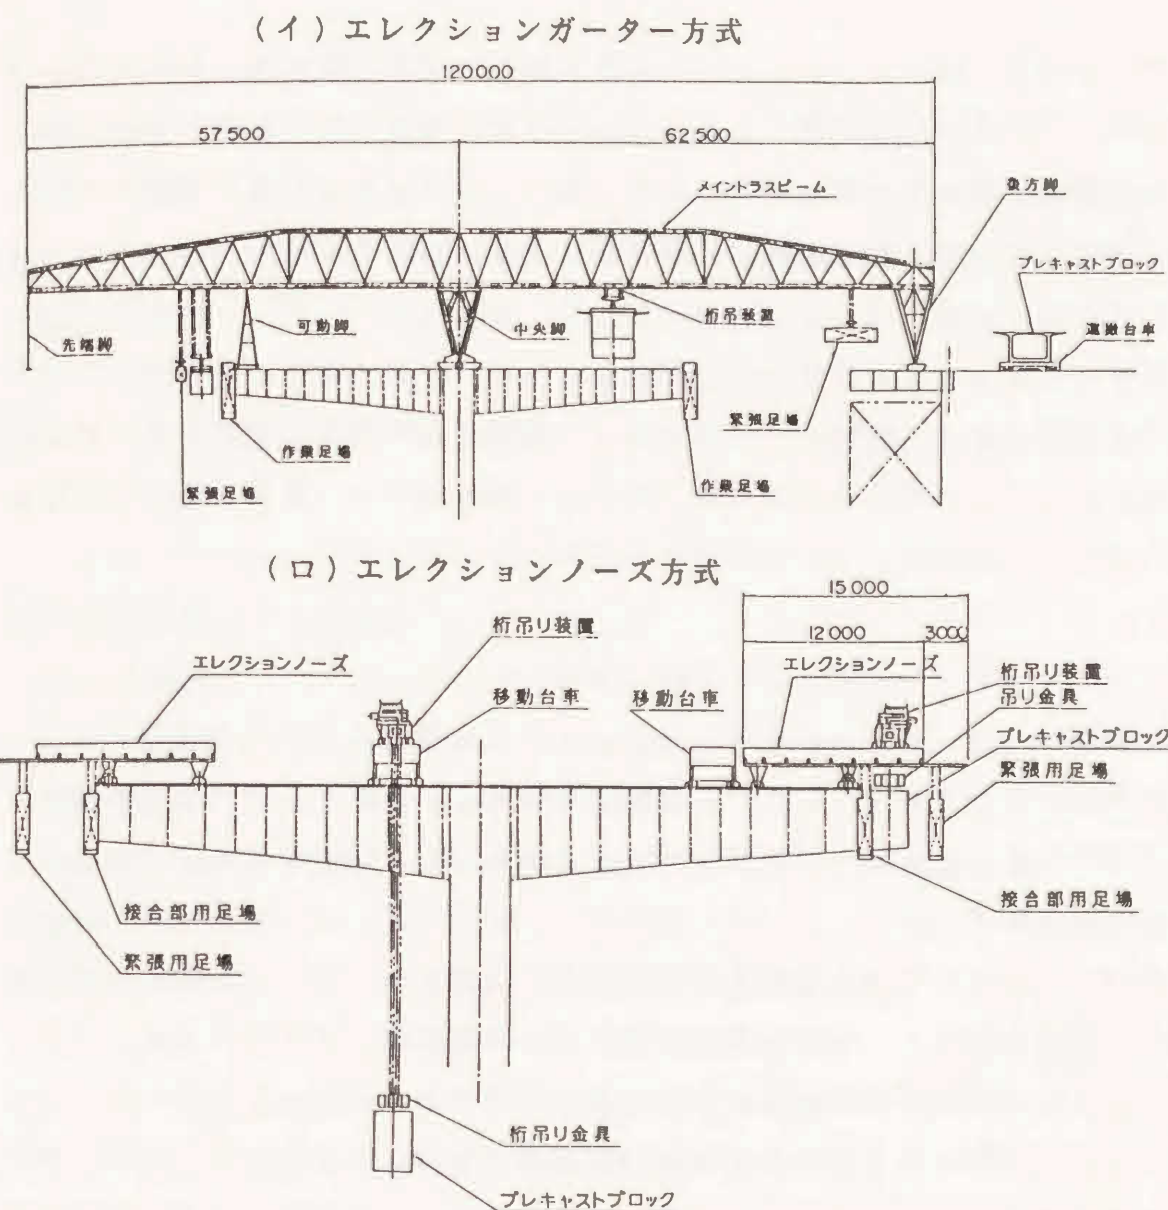 (イ)エレクションガーター方式
120000
57500
62500
メイントラスビーム
後方脚
プレキャストブロック
先端脚
可動脚
中央脚
桁吊装置
運搬台車
緊張足場
作業足場
緊張足場
作業足場
(ロ)エレクションノーズ方式
15000
桁吊り装置
12000
3000
エレクションノーズ
移動台車
移動台車
エレクションノーズ
桁吊り装置
吊り金具
プレキャストブロック
緊張用足場
接合部用足場
接合部用足場
緊張用足場
桁吊り金具
プレキャストブロック